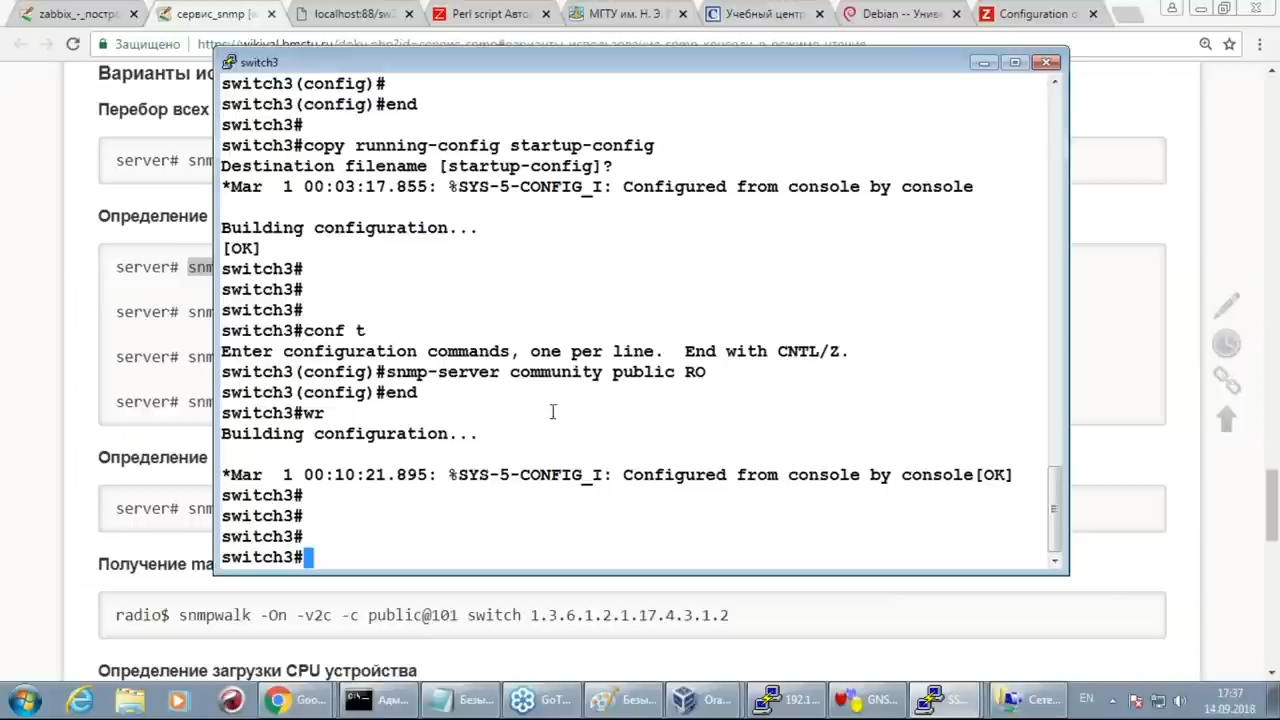 zabbix_-_пострс
сервис_snmp [w
localhost:88/sw2
Perl script Авто
МГТУ им. Н. Э.
Учебный цент
Debian -- Униве
Configuration o
Защищено
https://
switch3
Варианты ис
Перебор всех
server# snm
Определение
server# snm
server# snm
server# snm
server# snm
Определение
server# snm
Получение ma
radio$ snmpwalk -On -v2c -c public@101 switch 1.3.6.1.2.1.17.4.3.1.2
Определение загрузки CPU устройства
switch3(config)#
switch3(config)#end
switch3#
switch3#copy running-config startup-config
Destination filename [startup-config]?
*Mar  1 00:03:17.855: %SYS-5-CONFIG_I: Configured from console by console
Building configuration...
[OK]
switch3#
switch3#
switch3#
switch3#conf t
Enter configuration commands, one per line.  End with CNTL/Z.
switch3(config)#snmp-server community public RO
switch3(config)#end
switch3#wr
Building configuration...
*Mar  1 00:10:21.895: %SYS-5-CONFIG_I: Configured from console by console[OK]
switch3#
switch3#
switch3#
switch3#
Goo...
Адм...
Безы...
GoT...
Безы...
Ora...
192.1...
GNS...
SS...
Сете...
EN
17:37
14.09.2018